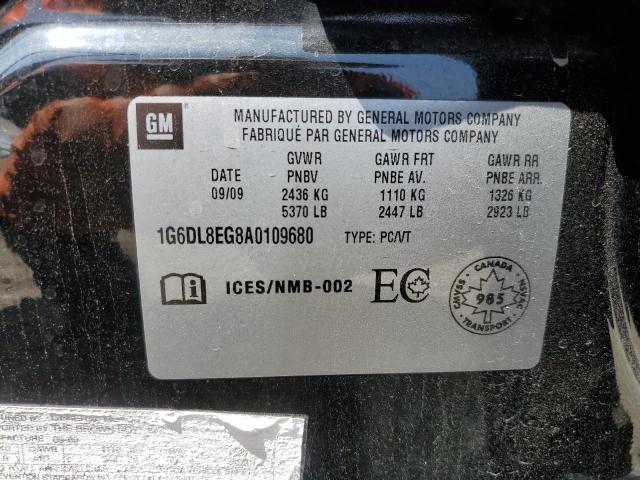 GM
MANUFACTURED BY GENERAL MOTORS COMPANY
FABRIQUÉ PAR GENERAL MOTORS COMPANY
GVWR GAWR FRT GAWR RR
DATE PNBV PNBE AV. PNBE ARR.
09/09 2436 KG 1110 KG 1326 KG
5370 LB 2447 LB 2923 LB
1G6DL8EG8A0109680 TYPE: PC/VT
ICES/NMB-002 EC
CANADA
CMVSS 985 NSVAC
TRANSPORT